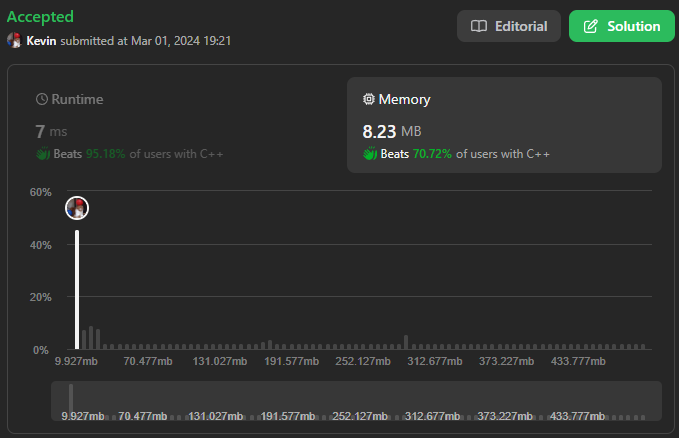 Accepted
Editorial
Solution
Kevin submitted at Mar 01, 2024 19:21
Runtime
7 ms
Beats 95.18% of users with C++
Memory
8.23 MB
Beats 70.72% of users with C++
60%
40%
20%
0%
9.927mb 70.477mb 131.027mb 191.577mb 252.127mb 312.677mb 373.227mb 433.777mb
9.927mb 70.477mb 131.027mb 191.577mb 252.127mb 312.677mb 373.227mb 433.777mb